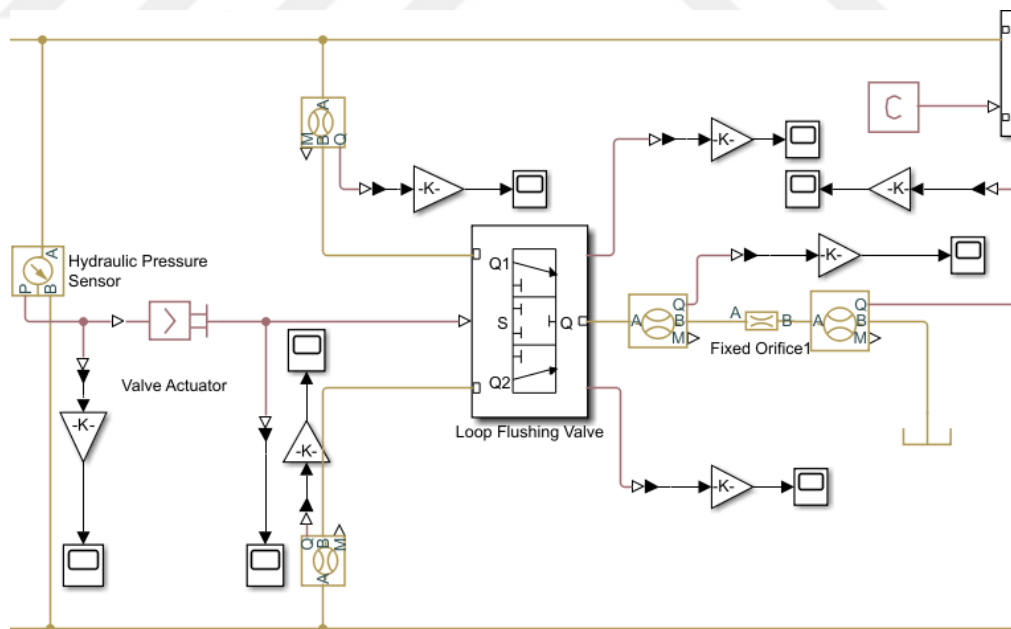 A
M
B
Q
C
-K-
-K-
-K-
-K-
A
Hydraulic Pressure
Sensor
P
B
Q1
S
Q
Q2
Q
A
B
M
A
B
Fixed Orifice1
Q
A
B
M
Valve Actuator
-K-
-K-
Loop Flushing Valve
-K-
Q
B
M
A